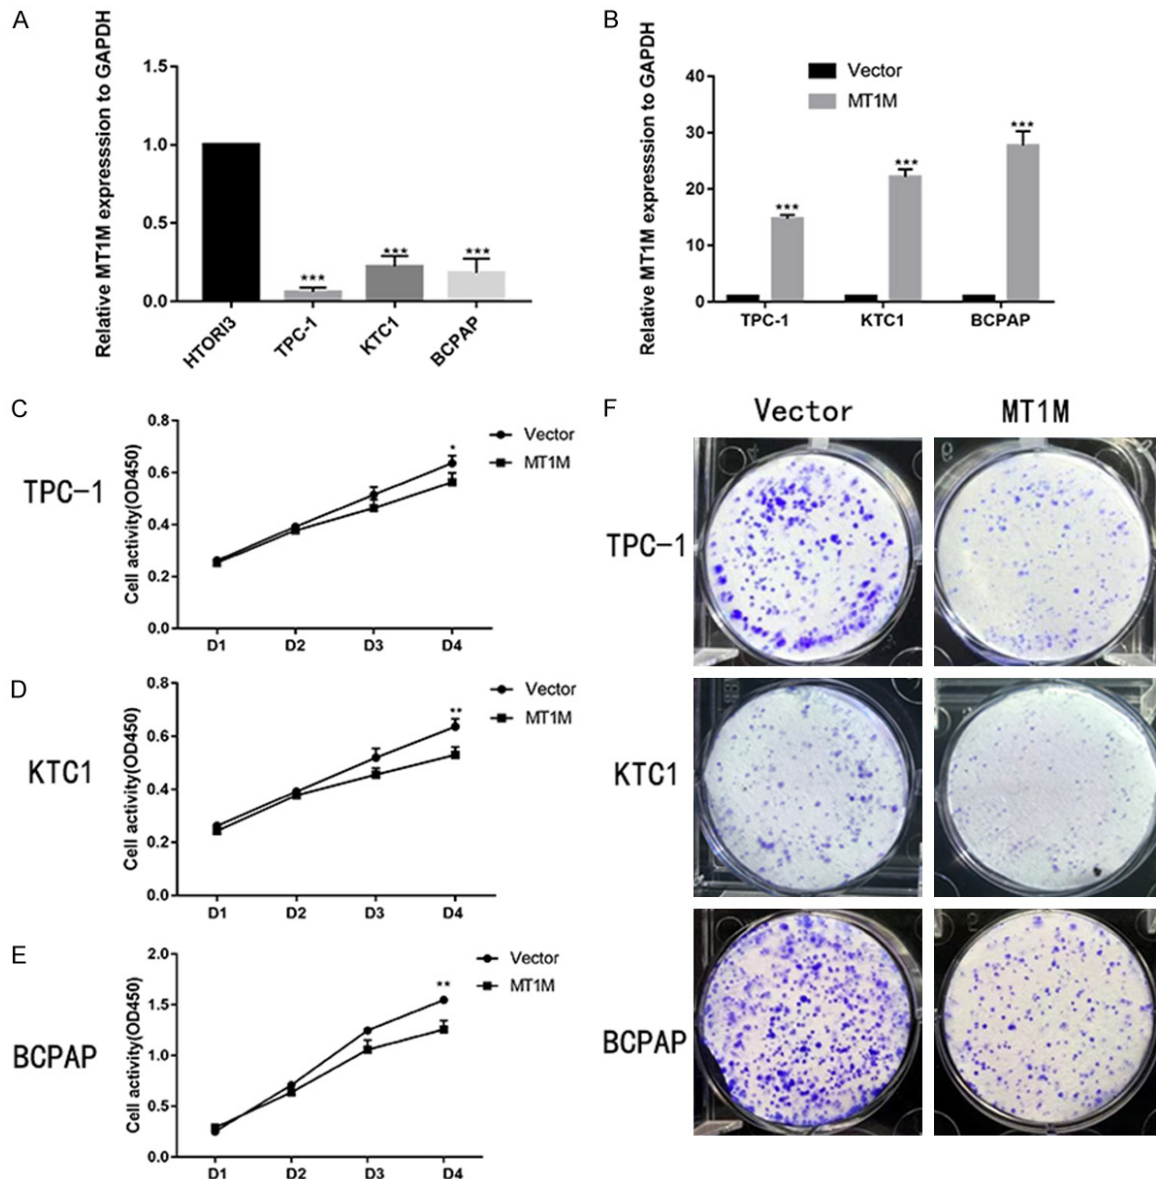 A
Relative MT1M expresssion to GAPDH
1.5
1.0
0.5
0.0
***
***
***
HTORI3
TPC-1
KTC1
BCPAP
B
Relative MT1M expresssion to GAPDH
Vector
MT1M
40
30
20
10
0
***
***
***
TPC-1
KTC1
BCPAP
C
TPC-1
Cell activity(OD450)
0.8
0.6
0.4
0.2
0.0
*
Vector
MT1M
D1
D2
D3
D4
D
KTC1
Cell activity(OD450)
0.8
0.6
0.4
0.2
0.0
**
Vector
MT1M
D1
D2
D3
D4
E
BCPAP
Cell activity(OD450)
2.0
1.5
1.0
0.5
0.0
**
Vector
MT1M
D1
D2
D3
D4
F
Vector
MT1M
TPC-1
KTC1
BCPAP